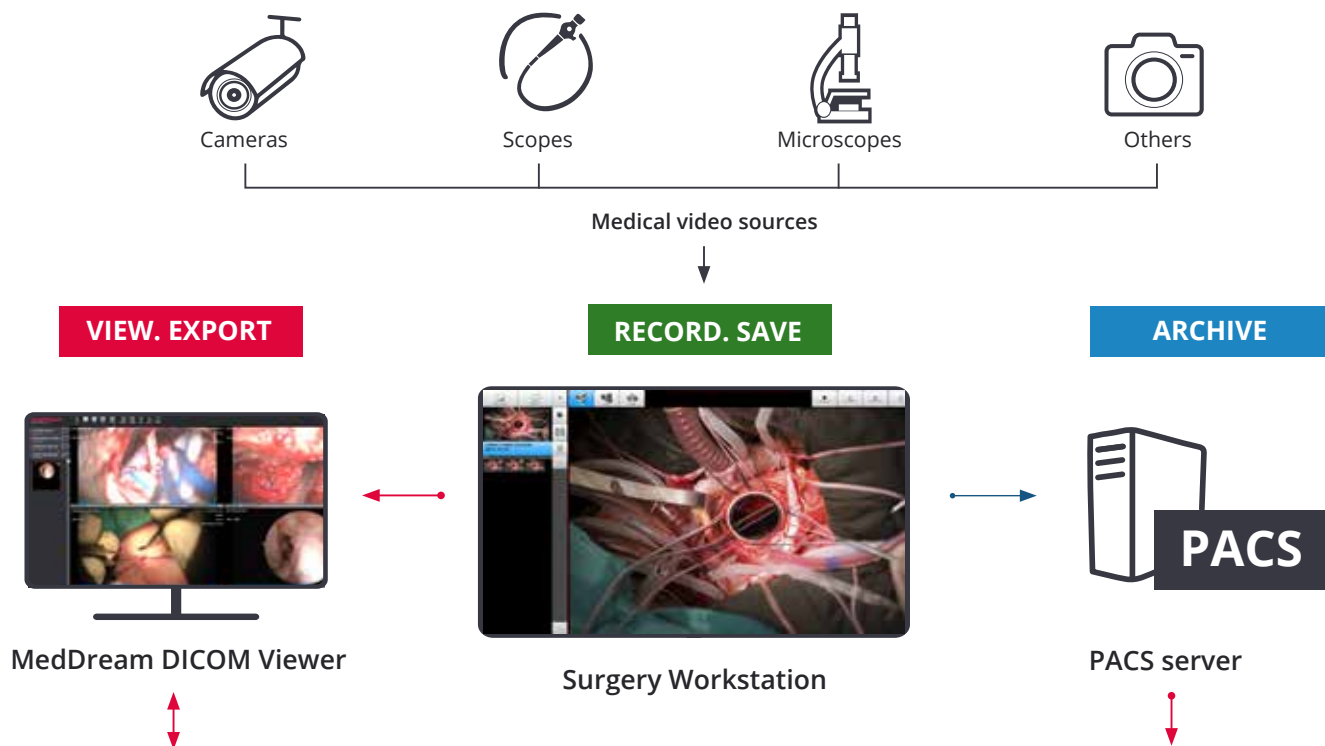 Cameras
Scopes
Microscopes
Others
Medical video sources
VIEW. EXPORT
RECORD. SAVE
ARCHIVE
PACS
MedDream DICOM Viewer
Surgery Workstation
PACS server